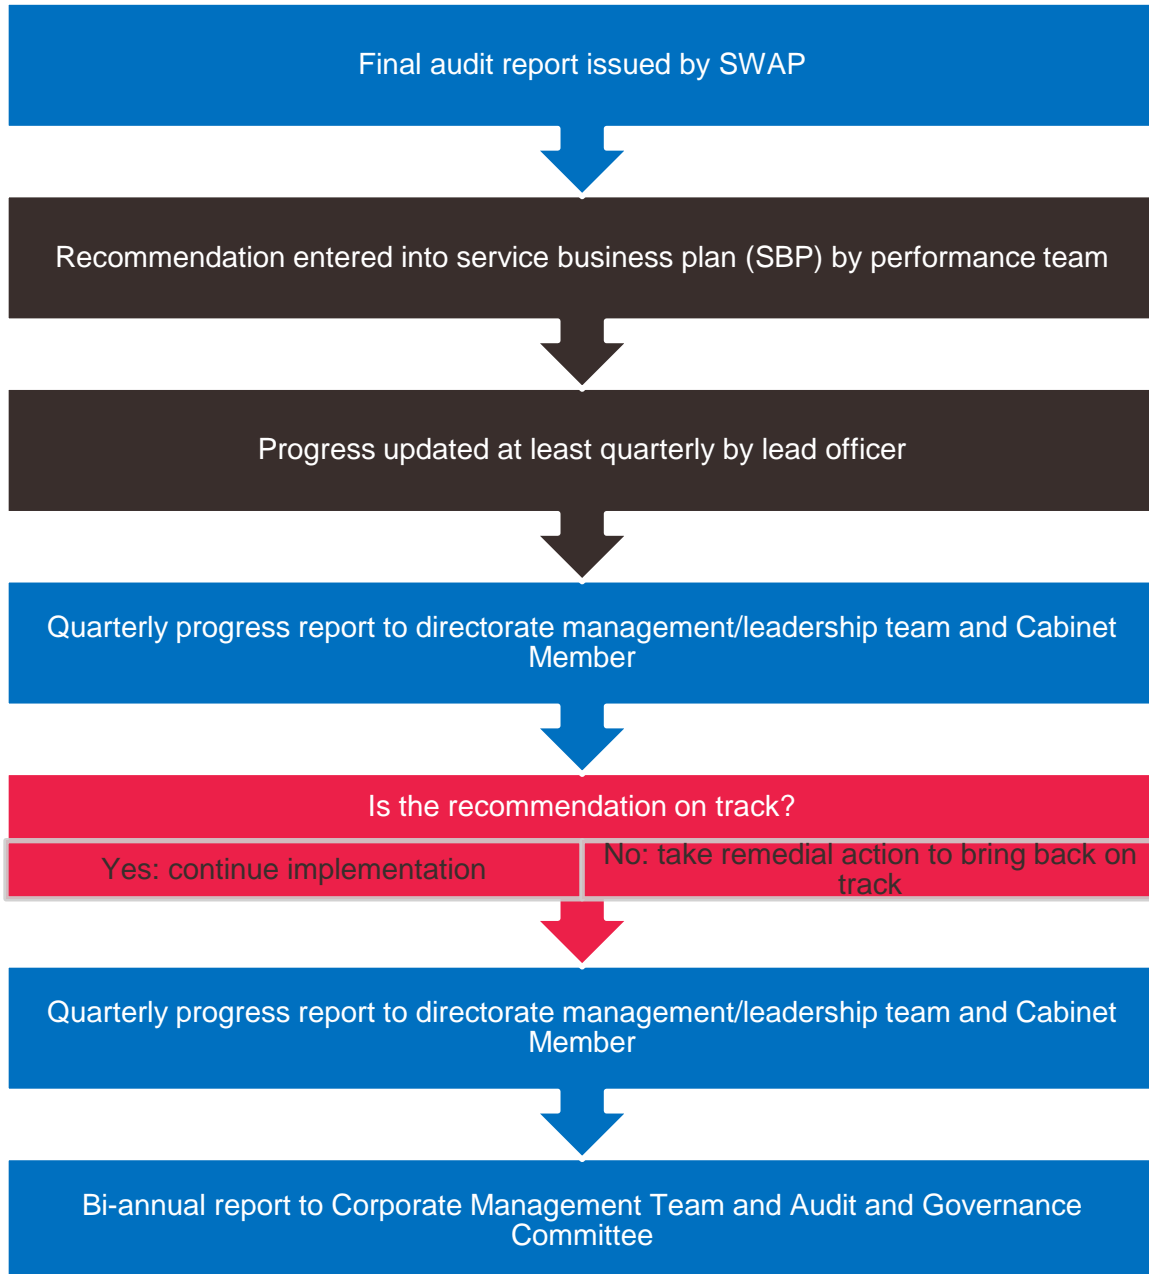 Final audit report issued by SWAP
Recommendation entered into service business plan (SBP) by performance team
Progress updated at least quarterly by lead officer
Quarterly progress report to directorate management/leadership team and Cabinet
Member
Is the recommendation on track?
Yes: continue implementation
No: take remedial action to bring back on
track
Quarterly progress report to directorate management/leadership team and Cabinet
Member
Bi-annual report to Corporate Management Team and Audit and Governance
Committee